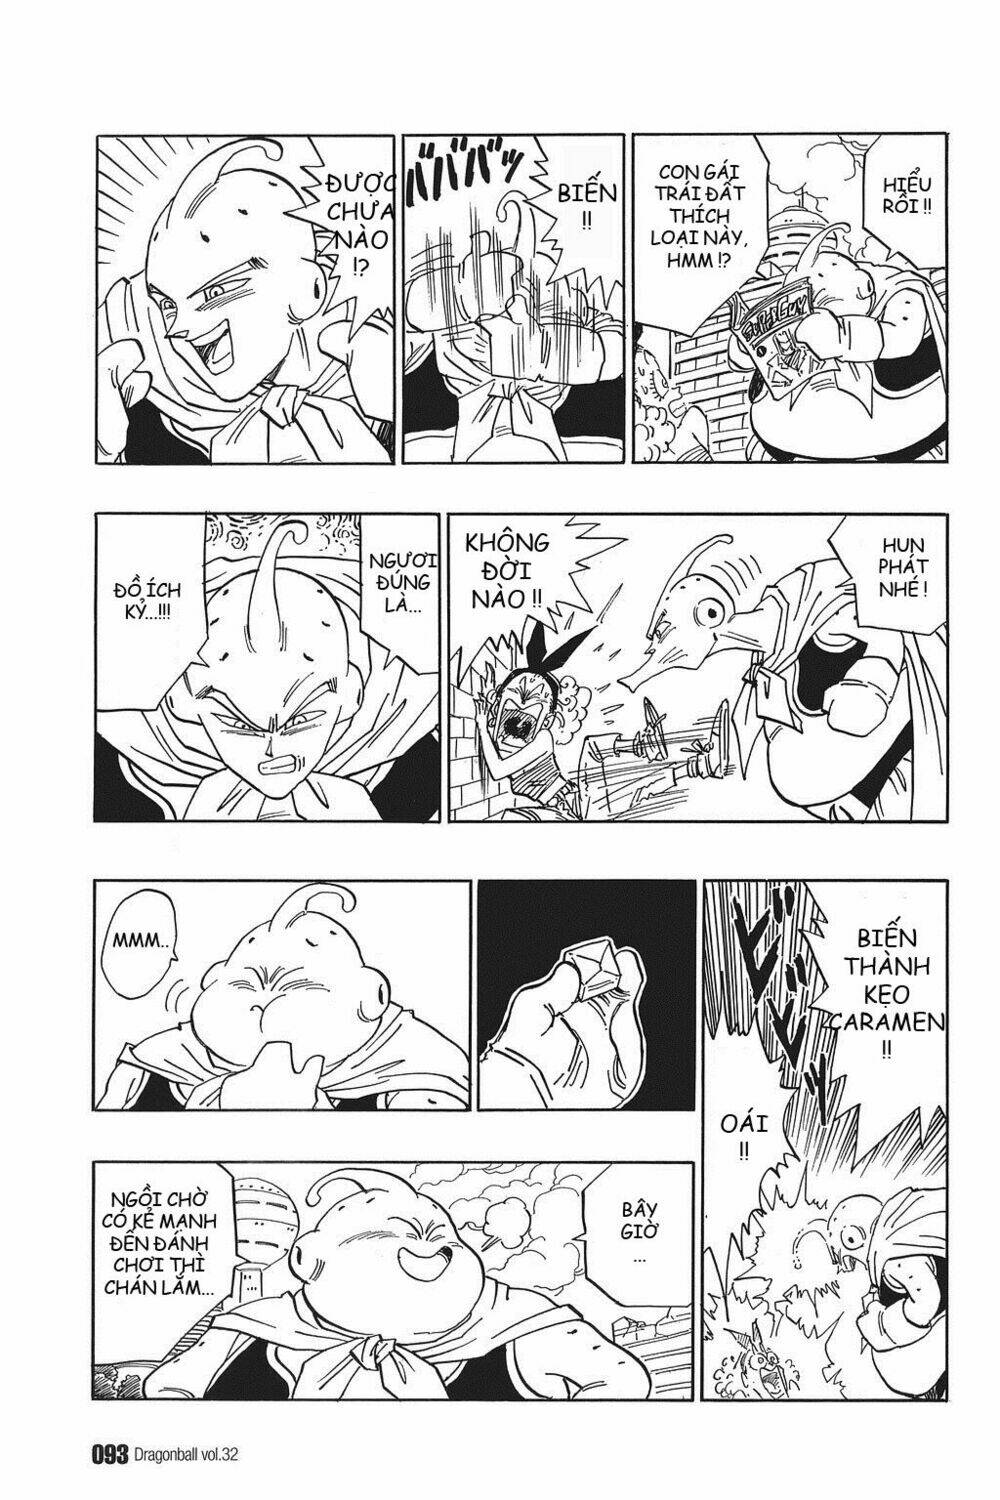 HIỂU
RỒI !!
CON GÁI
TRÁI ĐẤT
THÍCH
LOẠI NÀY,
HMM !?
BIẾN
!!
ババババッ
ĐƯỢC
CHƯA
NÀO
!?
HUN
PHÁT
NHÉ !
KHÔNG
ĐỜI
NÀO !!
NGƯƠI
ĐÚNG
LÀ...
ĐỒ ÍCH
KỶ...!!!
BIẾN
THÀNH
KẸO
CARAMEN
!!
OÁI
!!
MMM..
BÂY
GIỜ
...
NGỒI CHỜ
CÓ KẺ MẠNH
ĐẾN ĐÁNH
CHƠI THÌ
CHÁN LẮM...
093 Dragonball vol.32